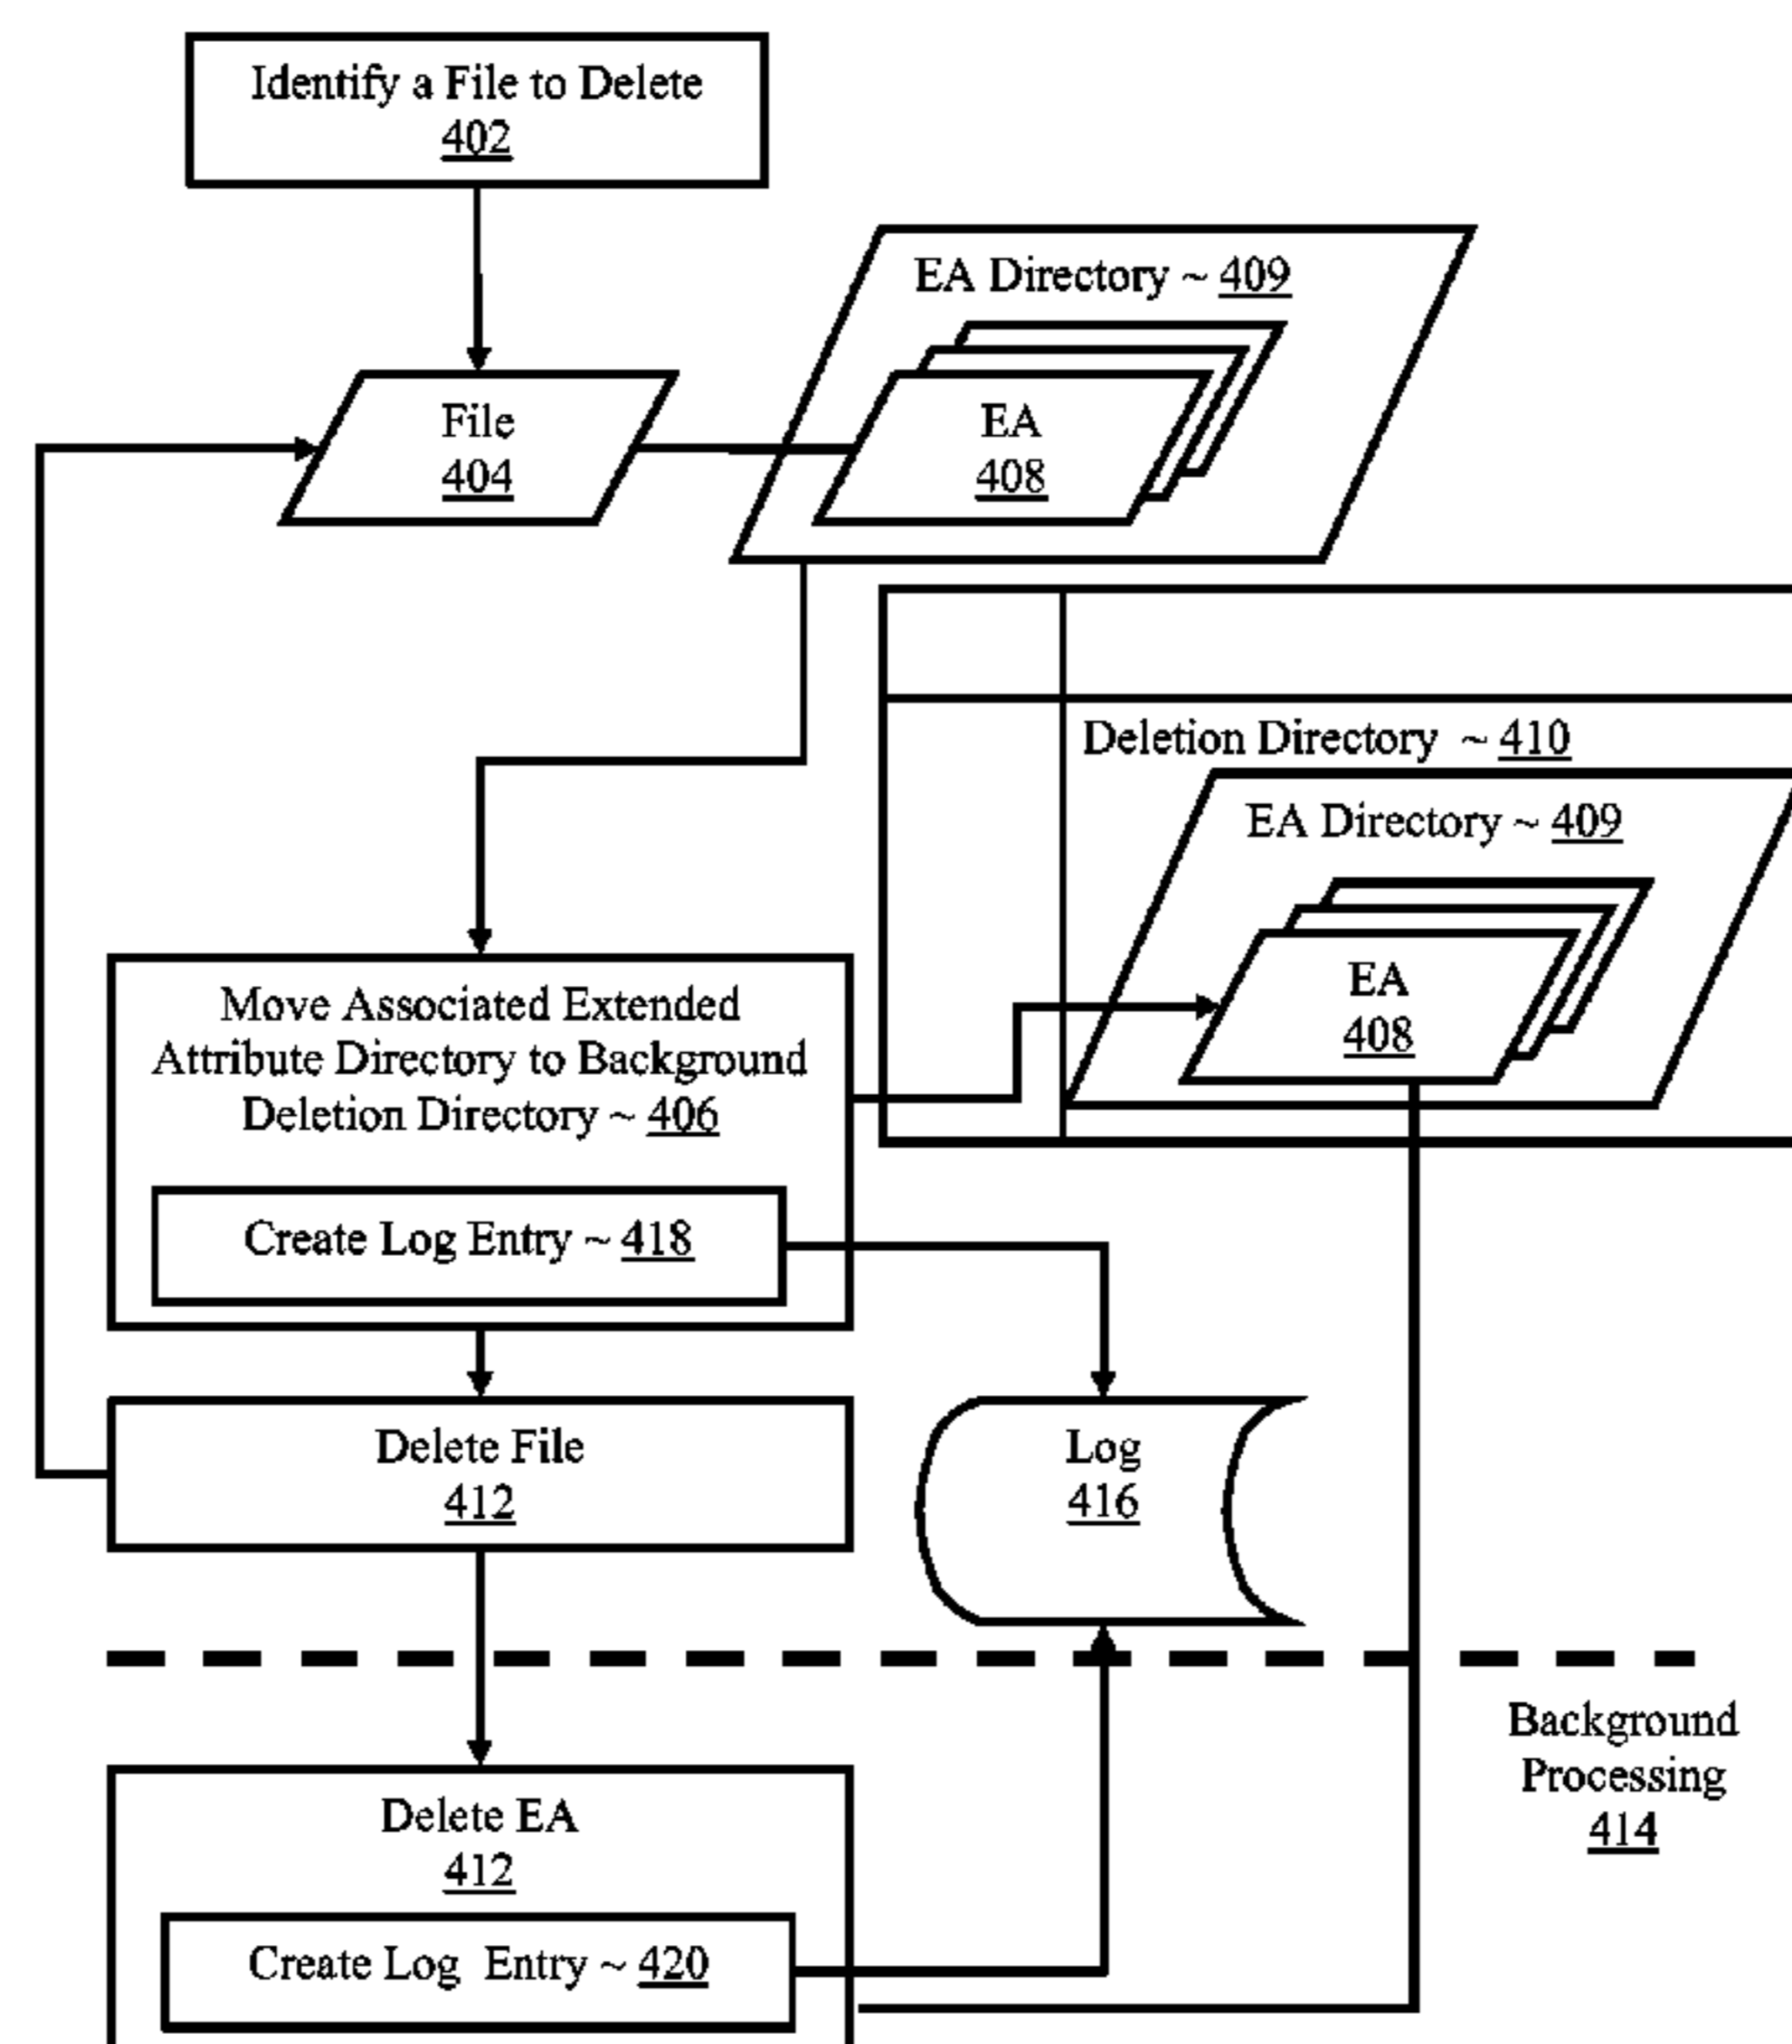 Identify a File to Delete
402
EA Directory ~ 409
File
404
EA
408
Deletion Directory ~ 410
EA Directory ~ 409
EA
408
Move Associated Extended
Attribute Directory to Background
Deletion Directory ~ 406
Create Log Entry ~ 418
Delete File
412
Log
416
Background
Processing
414
Delete EA
412
Create Log Entry ~ 420